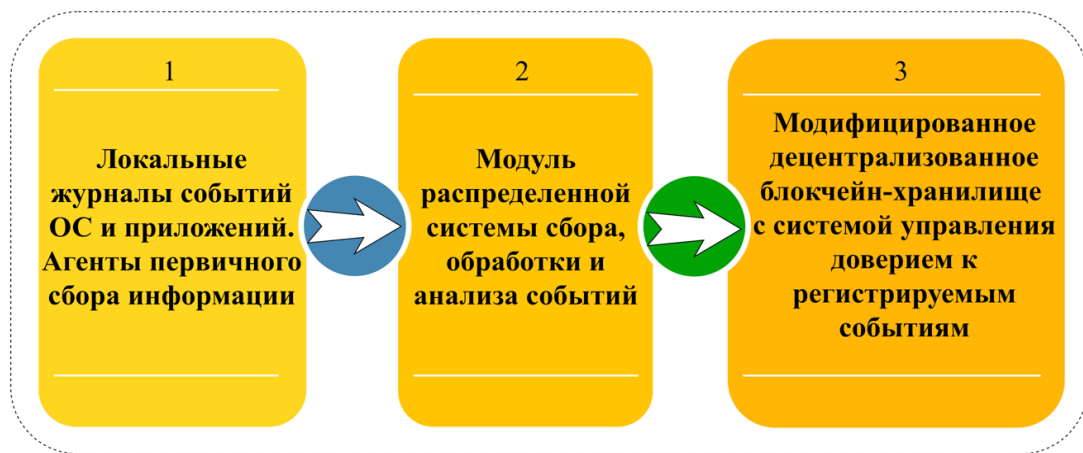 1
Локальные
журналы событий
ОС и приложений.
Агенты первичного
сбора информации
2
Модуль
распределенной
системы сбора,
обработки и
анализа событий
3
Модифицированное
децентрализованное
блокчейн-хранилище
с системой управления
доверием к
регистрируемым
событиям